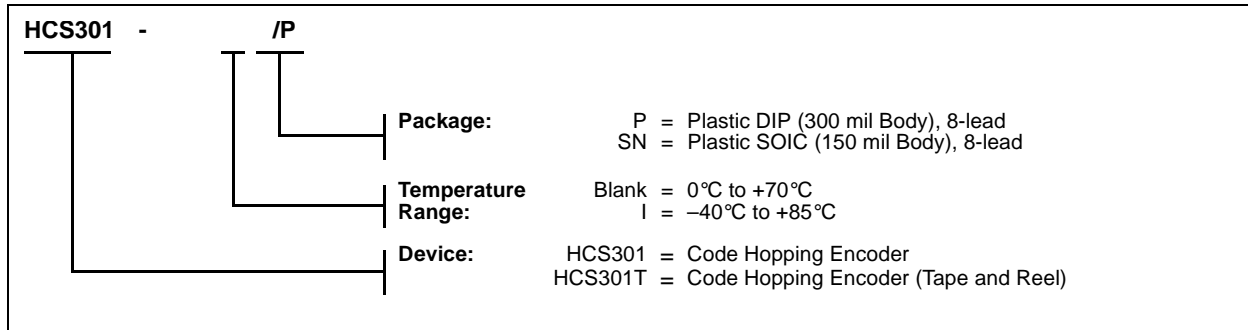 HCS301 - /P
Package: P = Plastic DIP (300 mil Body), 8-lead
SN = Plastic SOIC (150 mil Body), 8-lead
Temperature Blank = 0°C to +70°C
Range: I = –40°C to +85°C
Device: HCS301 = Code Hopping Encoder
HCS301T = Code Hopping Encoder (Tape and Reel)